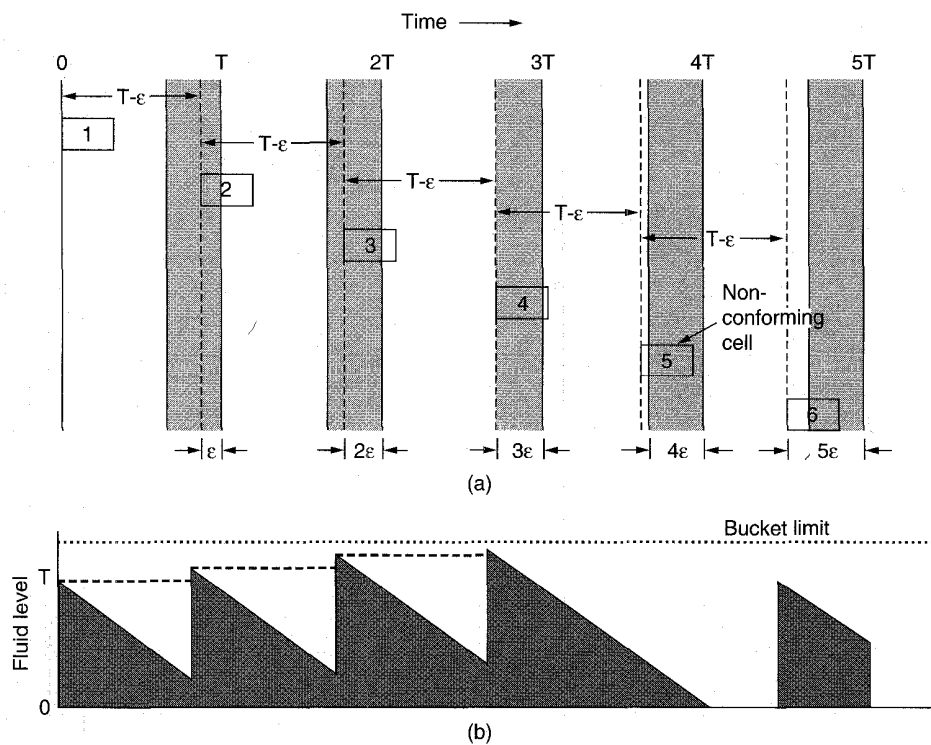 Time
0 T 2T 3T 4T 5T
T-ε
1
T-ε
2
T-ε
3
T-ε
4
T-ε
Non-
conforming
cell
5
6
ε 2ε 3ε 4ε 5ε
(a)
Bucket limit
T
Fluid level
0
(b)